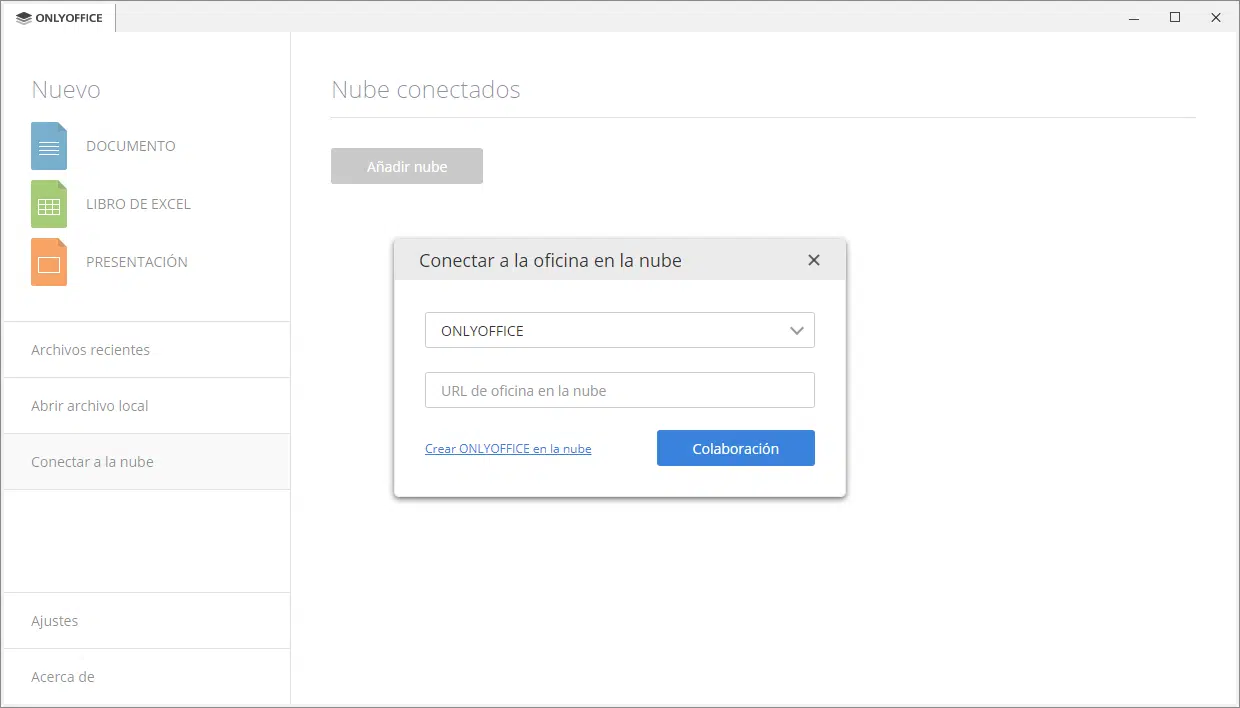 ONLYOFFICE
Nuevo
DOCUMENTO
LIBRO DE EXCEL
PRESENTACIÓN
Archivos recientes
Abrir archivo local
Conectar a la nube
Ajustes
Acerca de
Nube conectados
Añadir nube
Conectar a la oficina en la nube
ONLYOFFICE
URL de oficina en la nube
Crear ONLYOFFICE en la nube
Colaboración